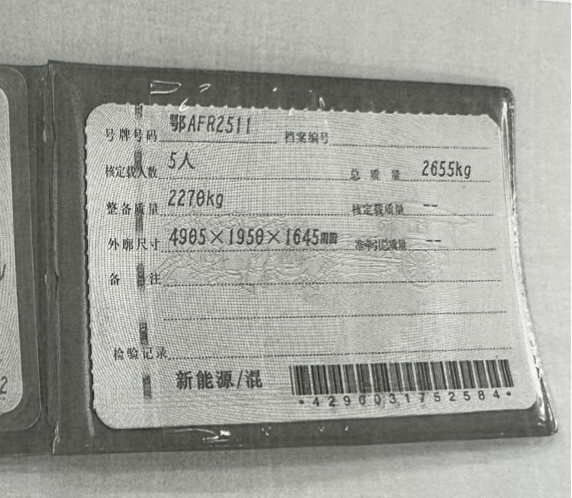 号牌号码 鄂AFR2511 档案编号
核定载人数 5人 总质量 2655kg
整备质量 2270kg 核定载质量 --
外廓尺寸 4905×1950×1645mm 准牵引总质量 --
备注
检验记录
新能源/混
*4290031752584*